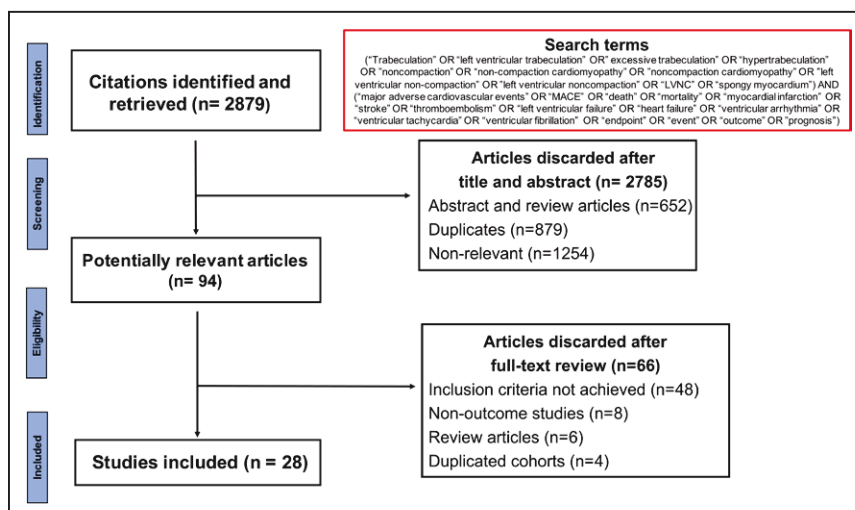 Identification
Citations identified and
retrieved (n= 2879)
Search terms
("Trabeculation" OR "left ventricular trabeculation" OR" excessive trabeculation" OR "hypertrabeculation"
OR "noncompaction" OR "non-compaction cardiomyopathy" OR "noncompaction cardiomyopathy" OR "left
ventricular non-compaction" OR "left ventricular noncompaction" OR "LVNC" OR "spongy myocardium") AND
("major adverse cardiovascular events" OR "MACE" OR "death" OR "mortality" OR "myocardial infarction" OR
"stroke" OR "thromboembolism" OR "left ventricular failure" OR "heart failure" OR "ventricular arrhythmia" OR
"ventricular tachycardia" OR "ventricular fibrillation" OR "endpoint" OR "event" OR "outcome" OR "prognosis")
Screening
Articles discarded after
title and abstract (n= 2785)
Abstract and review articles (n=652)
Duplicates (n=879)
Non-relevant (n=1254)
Potentially relevant articles
(n= 94)
Eligibility
Articles discarded after
full-text review (n=66)
Inclusion criteria not achieved (n=48)
Non-outcome studies (n=8)
Review articles (n=6)
Duplicated cohorts (n=4)
Included
Studies included (n = 28)